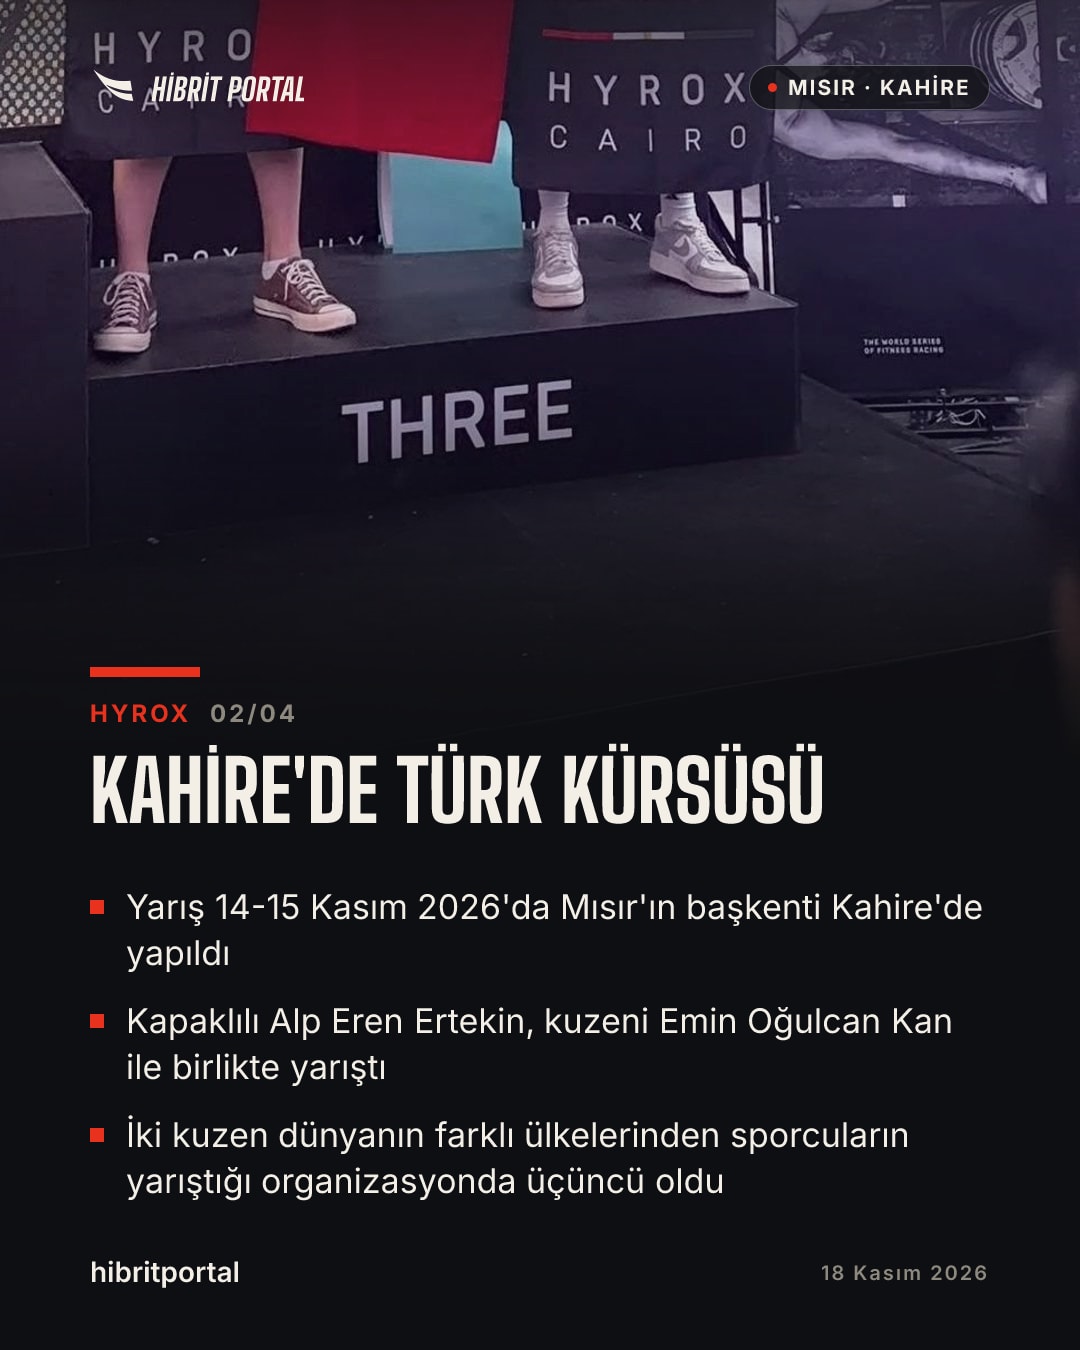 HYRO
CAIR
HİBRİT PORTAL
HYROX
CAIRO
MISIR · KAHİRE
HYROX
THE WORLD SERIES
OF FITNESS RACING
THREE
HYROX 02/04
KAHİRE'DE TÜRK KÜRSÜSÜ
Yarış 14-15 Kasım 2026'da Mısır'ın başkenti Kahire'de
yapıldı
Kapaklılı Alp Eren Ertekin, kuzeni Emin Oğulcan Kan
ile birlikte yarıştı
İki kuzen dünyanın farklı ülkelerinden sporcuların
yarıştığı organizasyonda üçüncü oldu
hibritportal
18 Kasım 2026